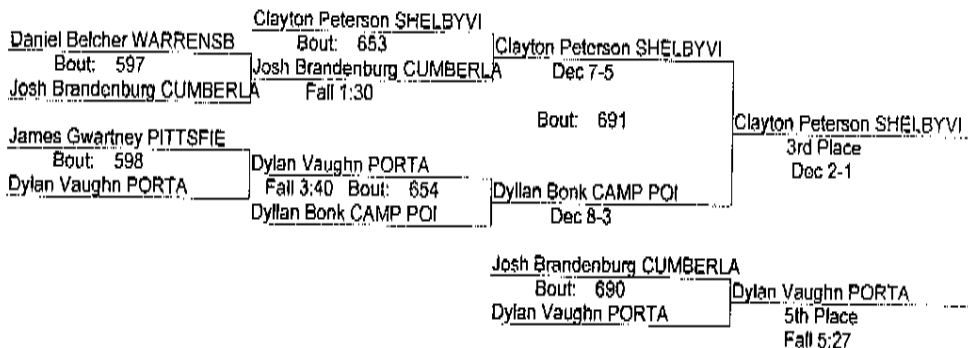 Clayton Peterson SHELBYVI
Daniel Belcher WARRENSB
Bout: 653
Clayton Peterson SHELBYVI
Bout: 597
Josh Brandenburg CUMBERLA
Dec 7-5
Josh Brandenburg CUMBERLA
Fall 1:30
Bout: 691
Clayton Peterson SHELBYVI
James Gwartney PITTSFIE
3rd Place
Bout: 598
Dylan Vaughn PORTA
Dec 2-1
Dylan Vaughn PORTA
Fall 3:40 Bout: 654
Dyllan Bonk CAMP POI
Dyllan Bonk CAMP POI
Dec 8-3
Josh Brandenburg CUMBERLA
Bout: 690
Dylan Vaughn PORTA
Dylan Vaughn PORTA
5th Place
Fall 5:27